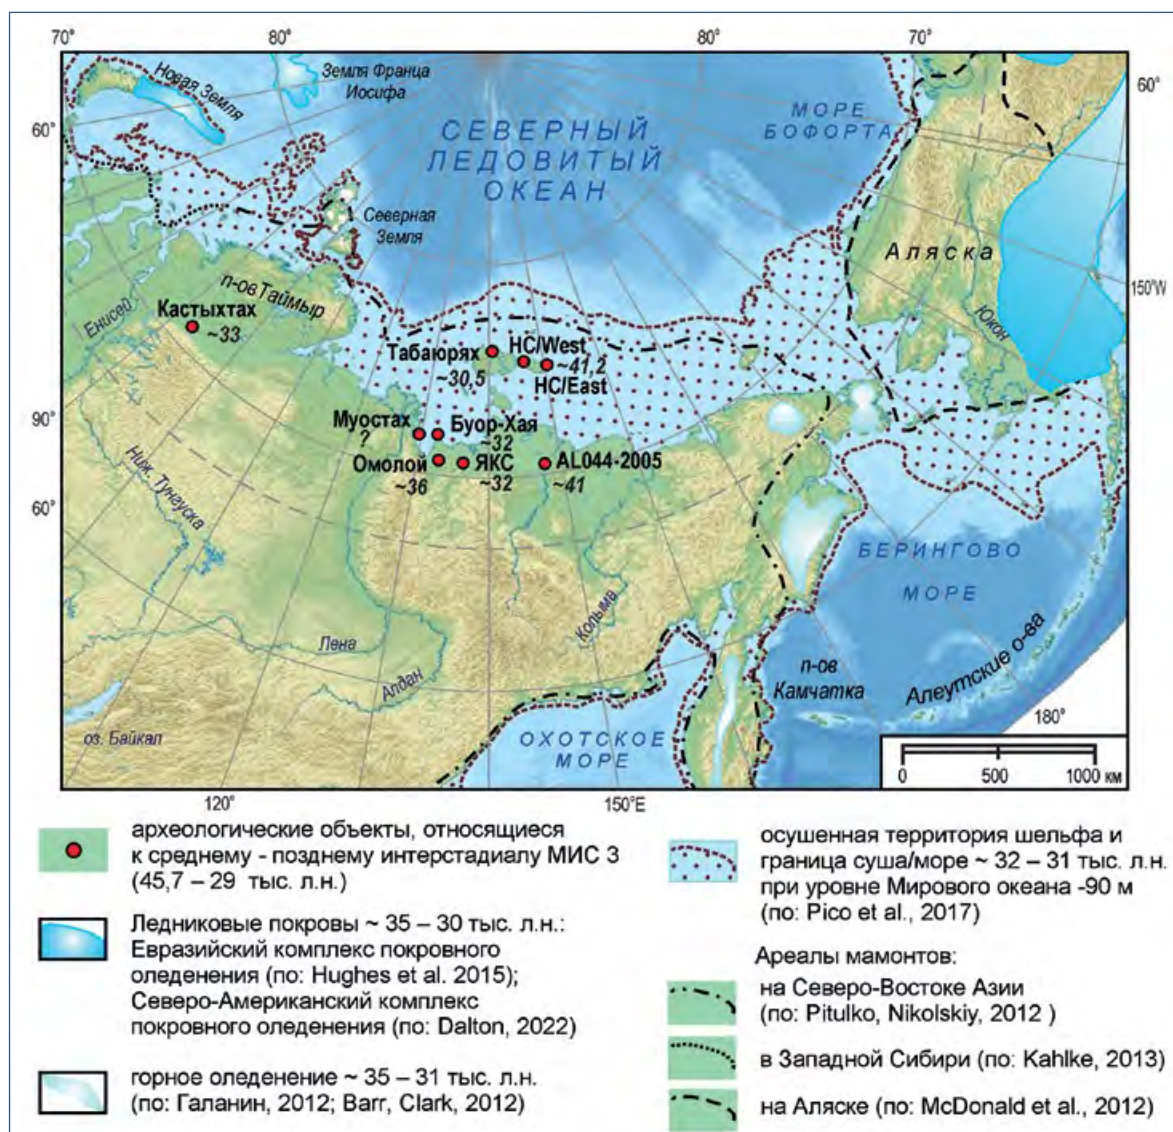 70°
80°
80°
70°
Новая Земля
Земля Франца
Иосифа
60°
60°
МОРЕ
БОФОРТА
СЕВЕРНЫЙ
ЛЕДОВИТЫЙ
ОКЕАН
Северная
Земля
Аляска
150°W
п-ов Таймыр
Енисей
Кастыхтах
~33
Юкон
Табаюрях
~30,5
НС/West
~41,2
НС/East
90°
Муостах
?
Буор-Хая
~32
Омолой
~36
ЯКС
~32
AL044-2005
~41
Ниж. Тунгуска
60°
БЕРИНГОВО
МОРЕ
Колыма
Лена
Алдан
п-ов
Камчатка
Алеутские о-ва
180°
оз. Байкал
ОХОТСКОЕ
МОРЕ
0 500 1000 км
120°
150°E
археологические объекты, относящиеся
к среднему - позднему интерстадиалу МИС 3
(45,7 – 29 тыс. л.н.)
Ледниковые покровы ~ 35 – 30 тыс. л.н.:
Евразийский комплекс покровного
оледенения (по: Hughes et al. 2015);
Северо-Американский комплекс
покровного оледенения (по: Dalton, 2022)
горное оледенение ~ 35 – 31 тыс. л.н.
(по: Галанин, 2012; Barr, Clark, 2012)
осушенная территория шельфа и
граница суша/море ~ 32 – 31 тыс. л.н.
при уровне Мирового океана -90 м
(по: Pico et al., 2017)
Ареалы мамонтов:
на Северо-Востоке Азии
(по: Pitulko, Nikolskiy, 2012 )
в Западной Сибири (по: Kahlke, 2013)
на Аляске (по: McDonald et al., 2012)